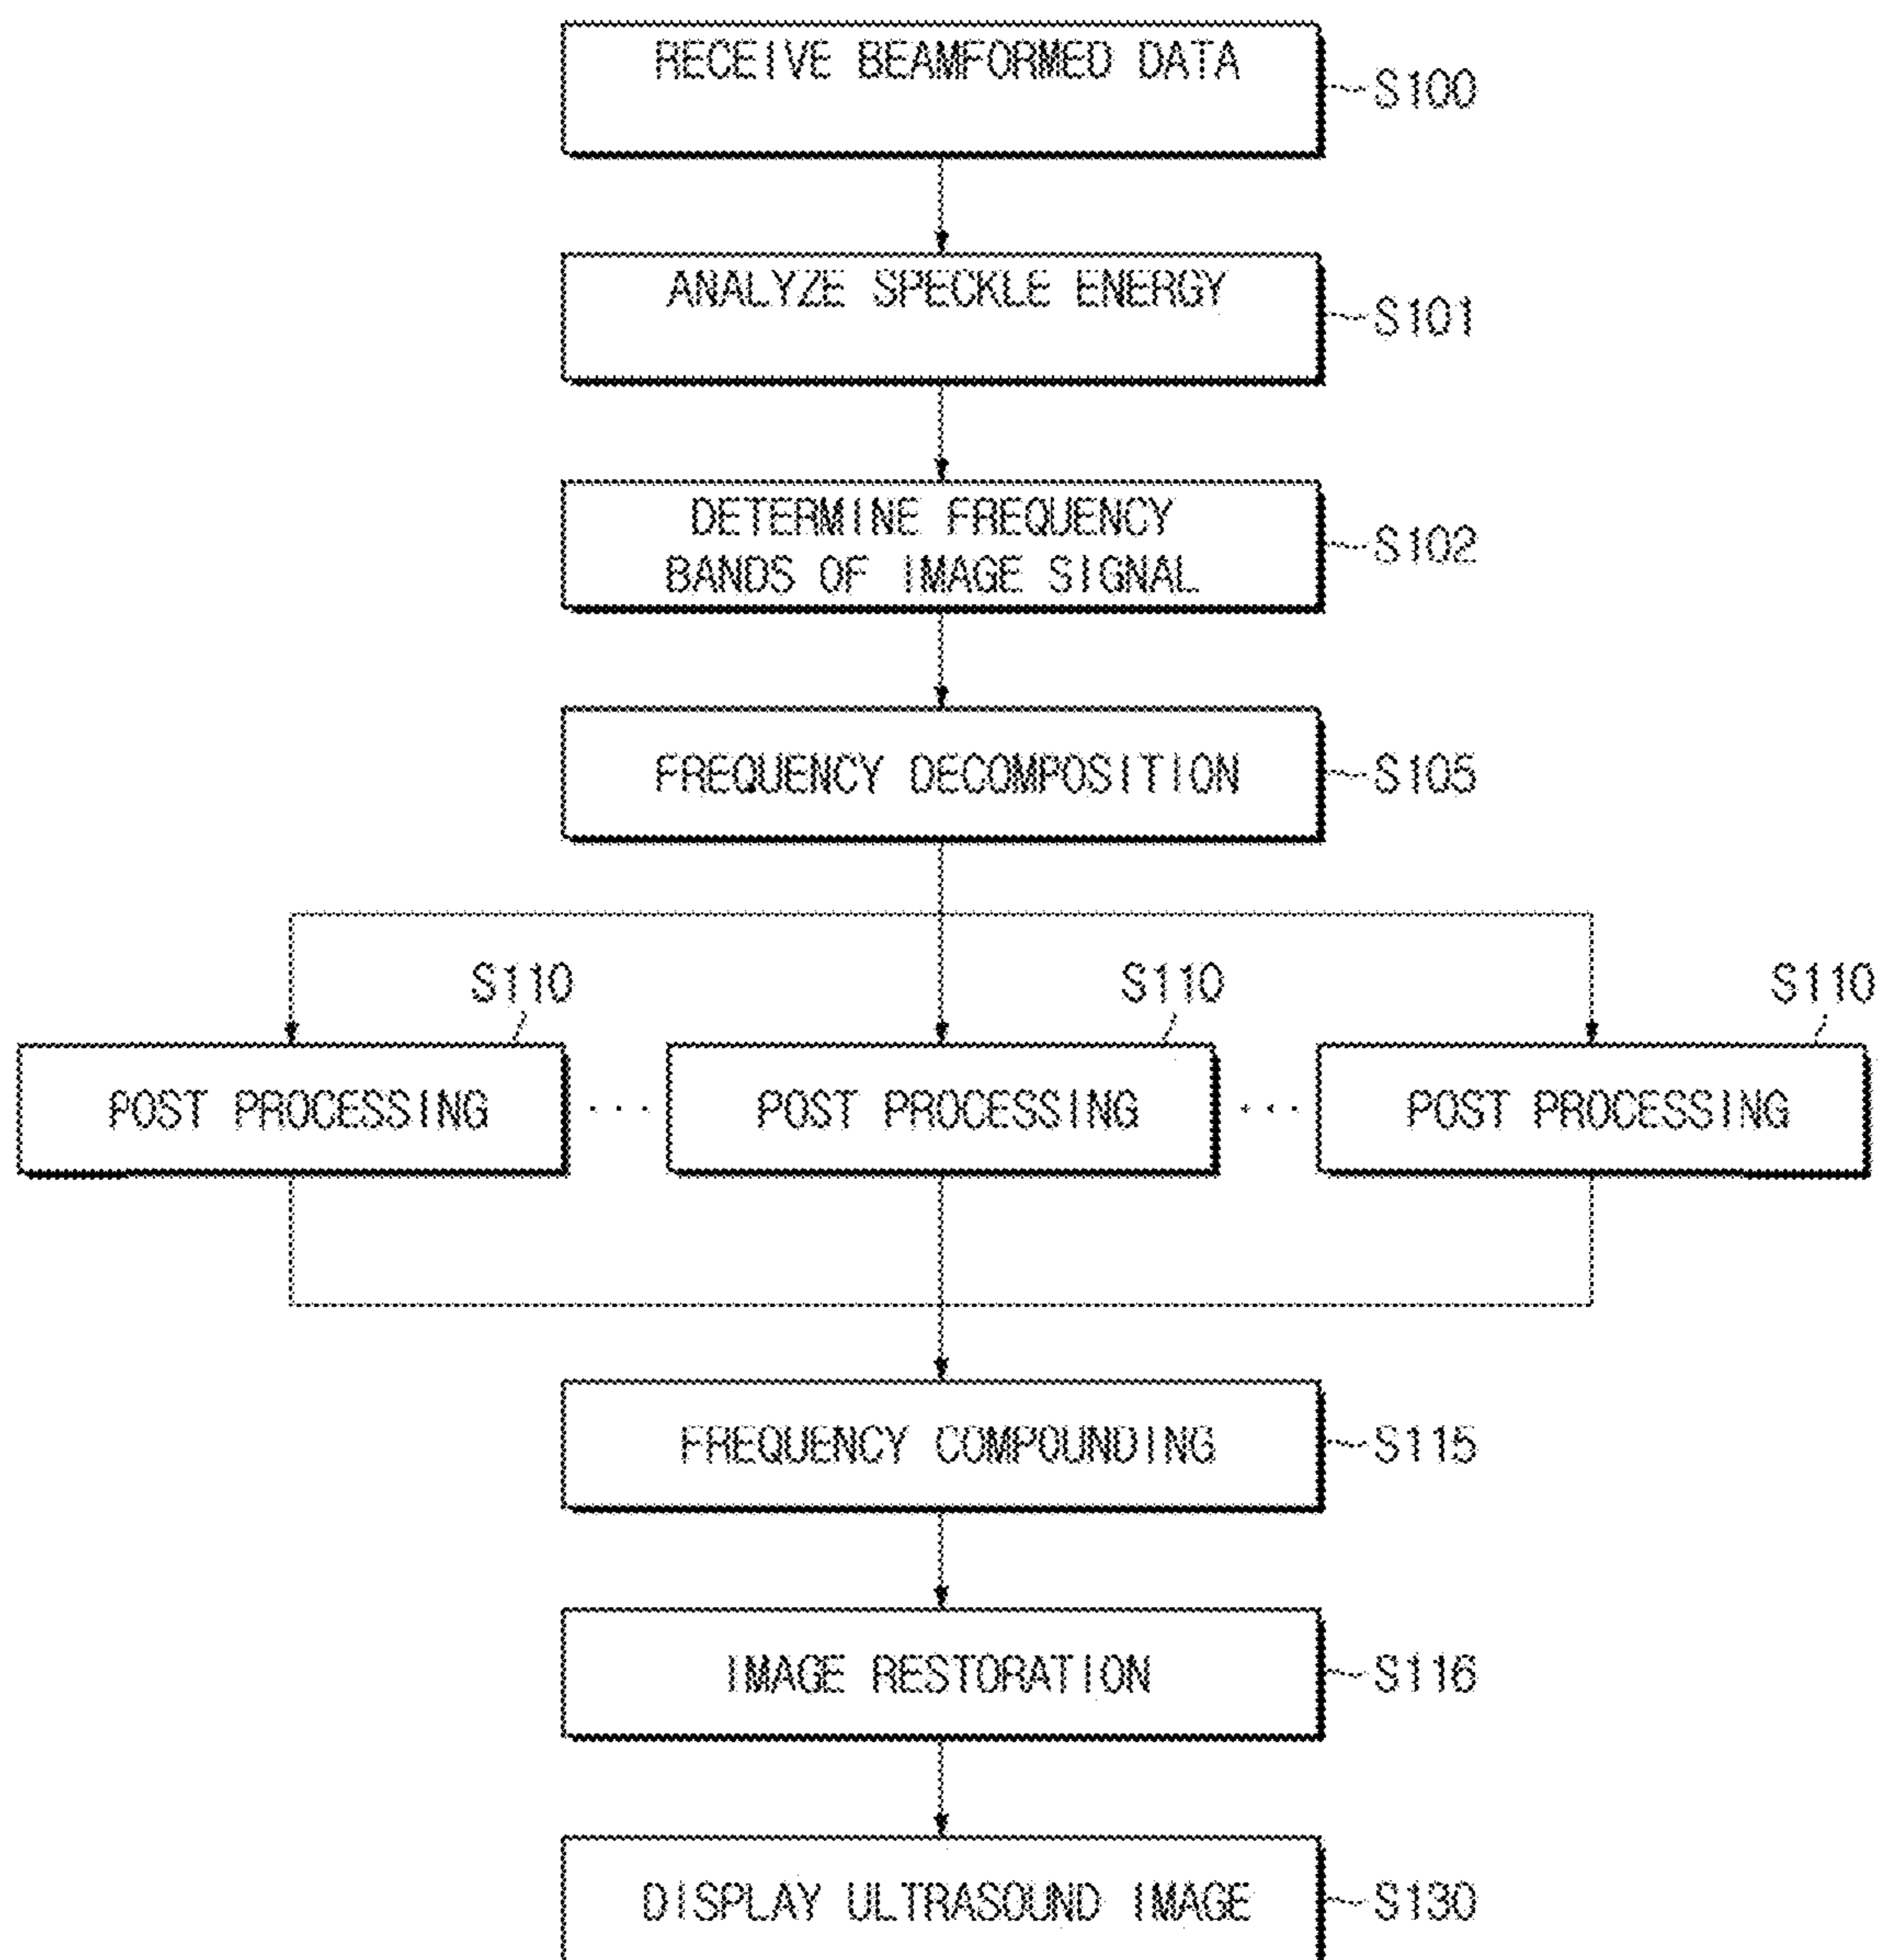 RECEIVE BEAMFORMED DATA
S100
ANALYZE SPECKLE ENERGY
S101
DETERMINE FREQUENCY
BANDS OF IMAGE SIGNAL
S102
FREQUENCY DECOMPOSITION
S105
S110
S110
S110
POST PROCESSING
...
POST PROCESSING
...
POST PROCESSING
FREQUENCY COMPOUNDING
S115
IMAGE RESTORATION
S116
DISPLAY ULTRASOUND IMAGE
S130